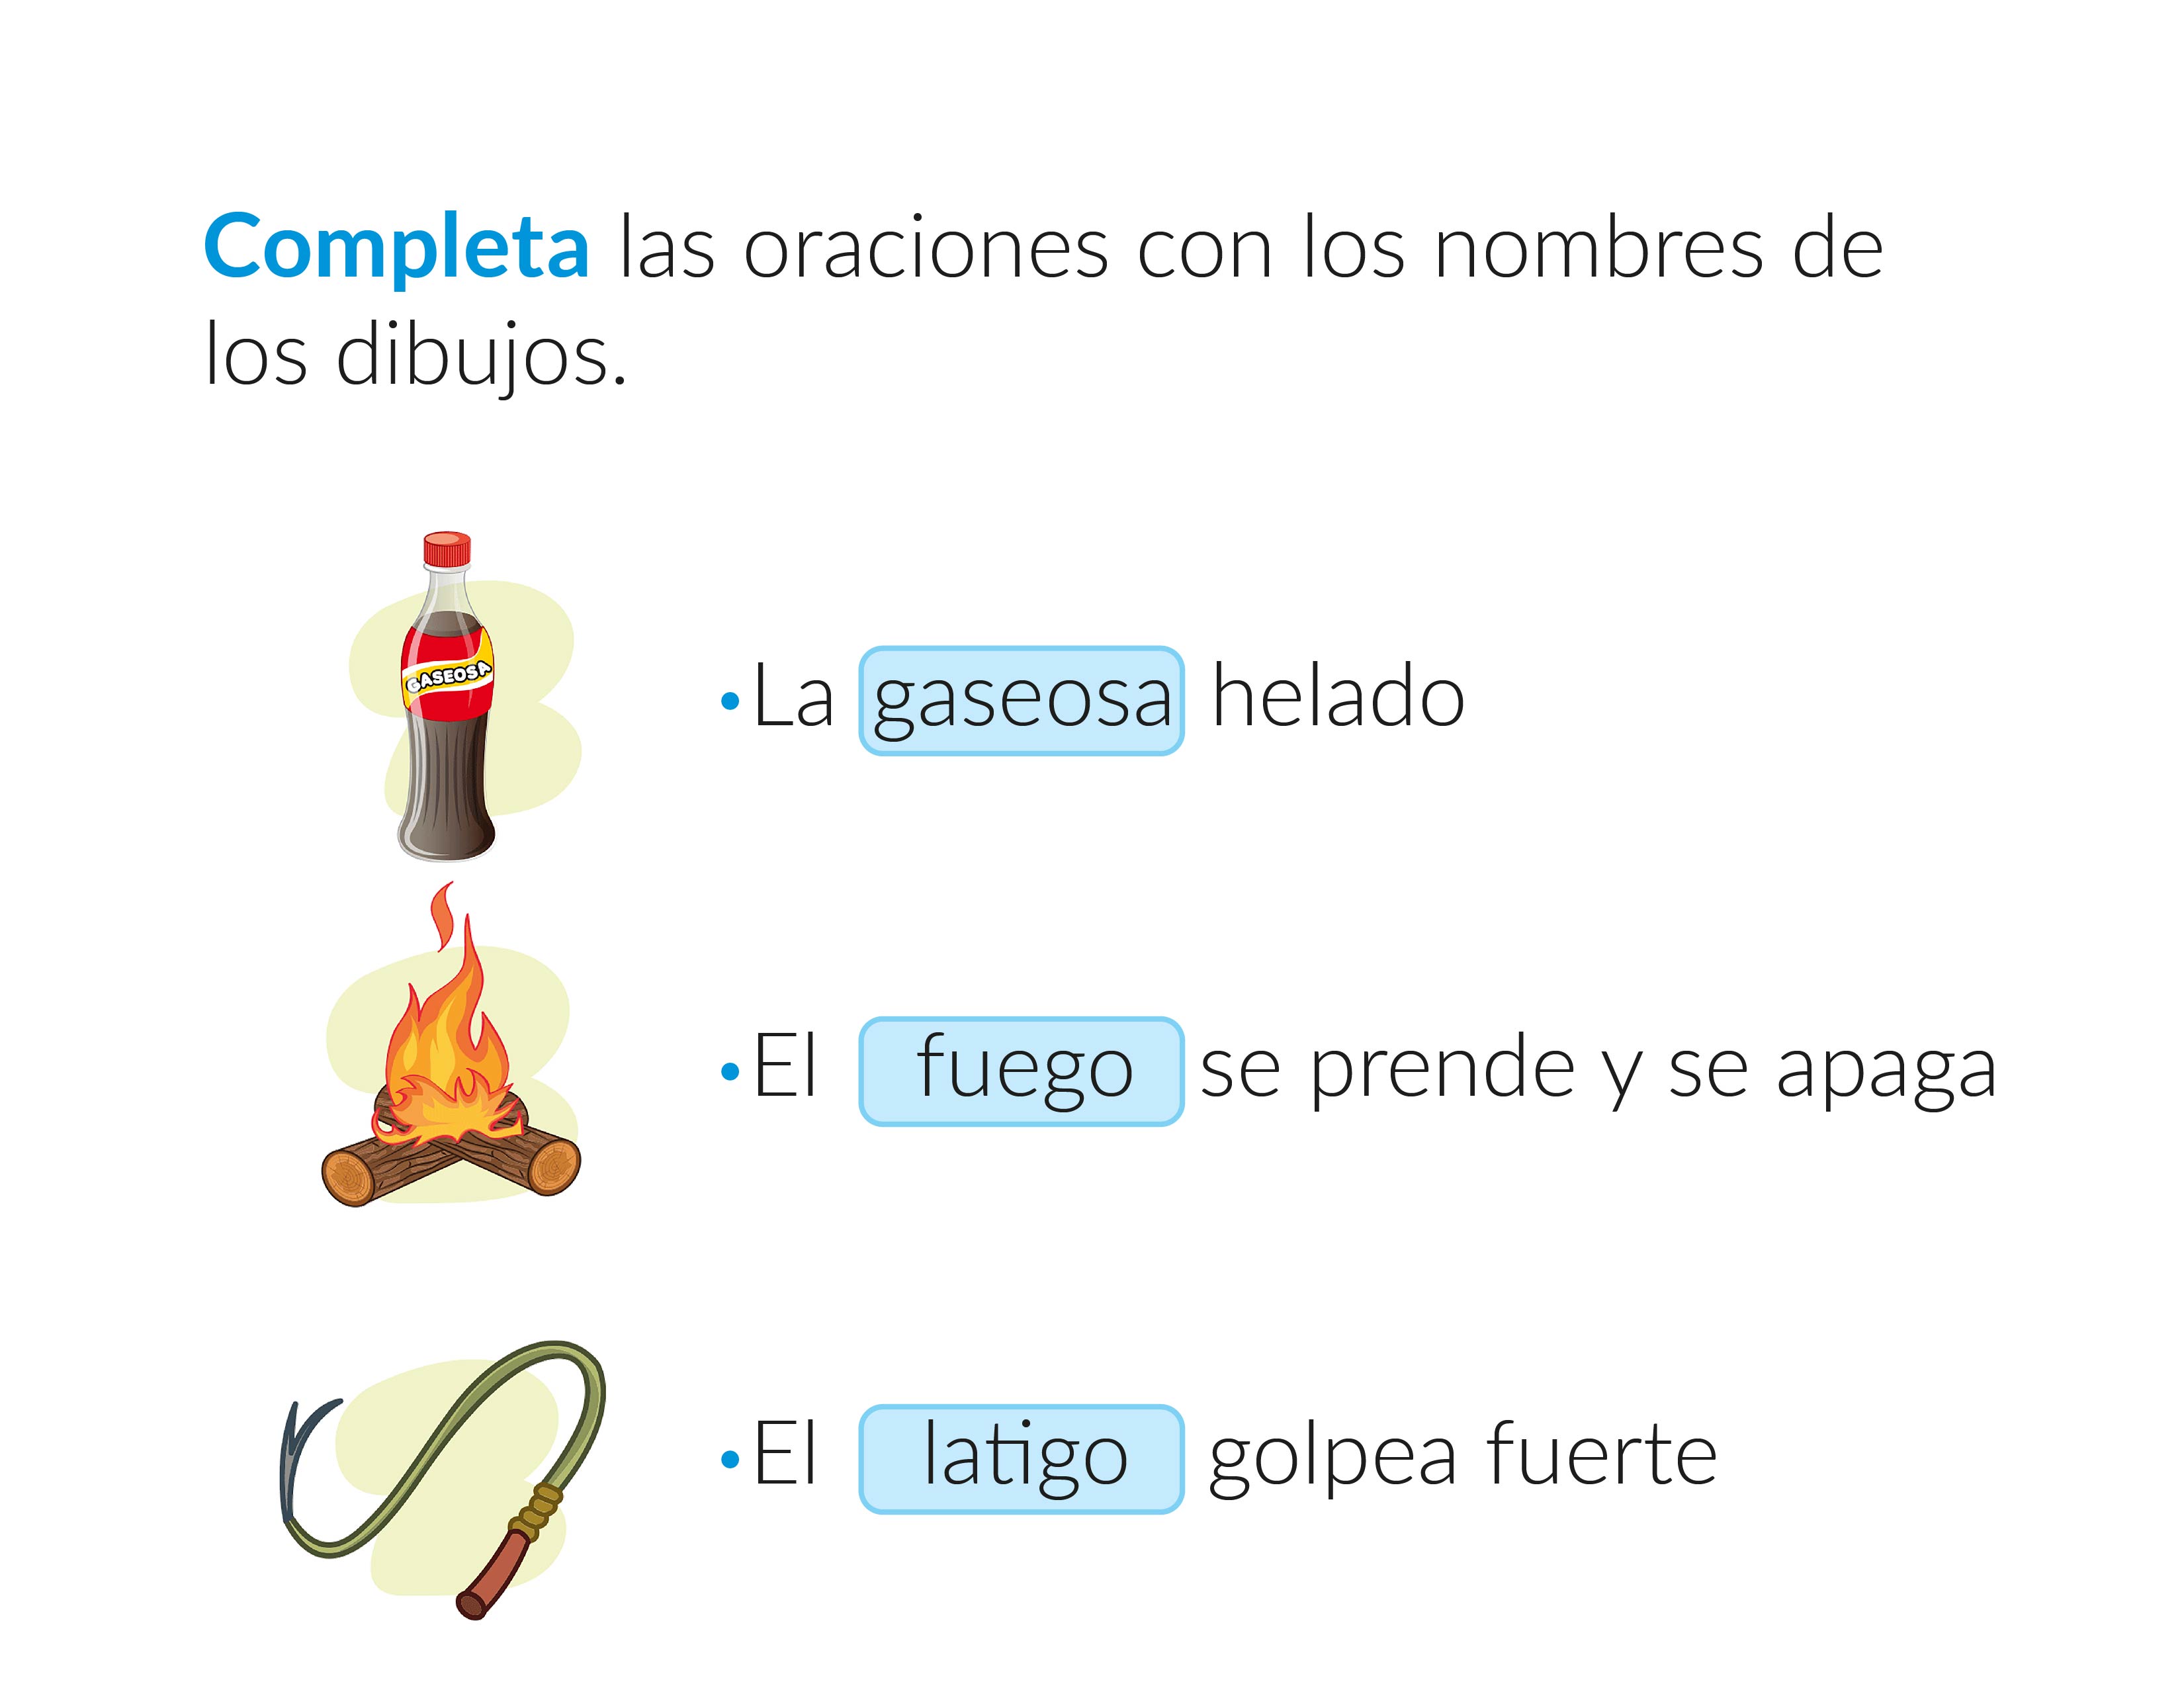 Completa las oraciones con los nombres de
los dibujos.
GASEOSA
•La gaseosa helado
•El fuego se prende y se apaga
•El latigo golpea fuerte